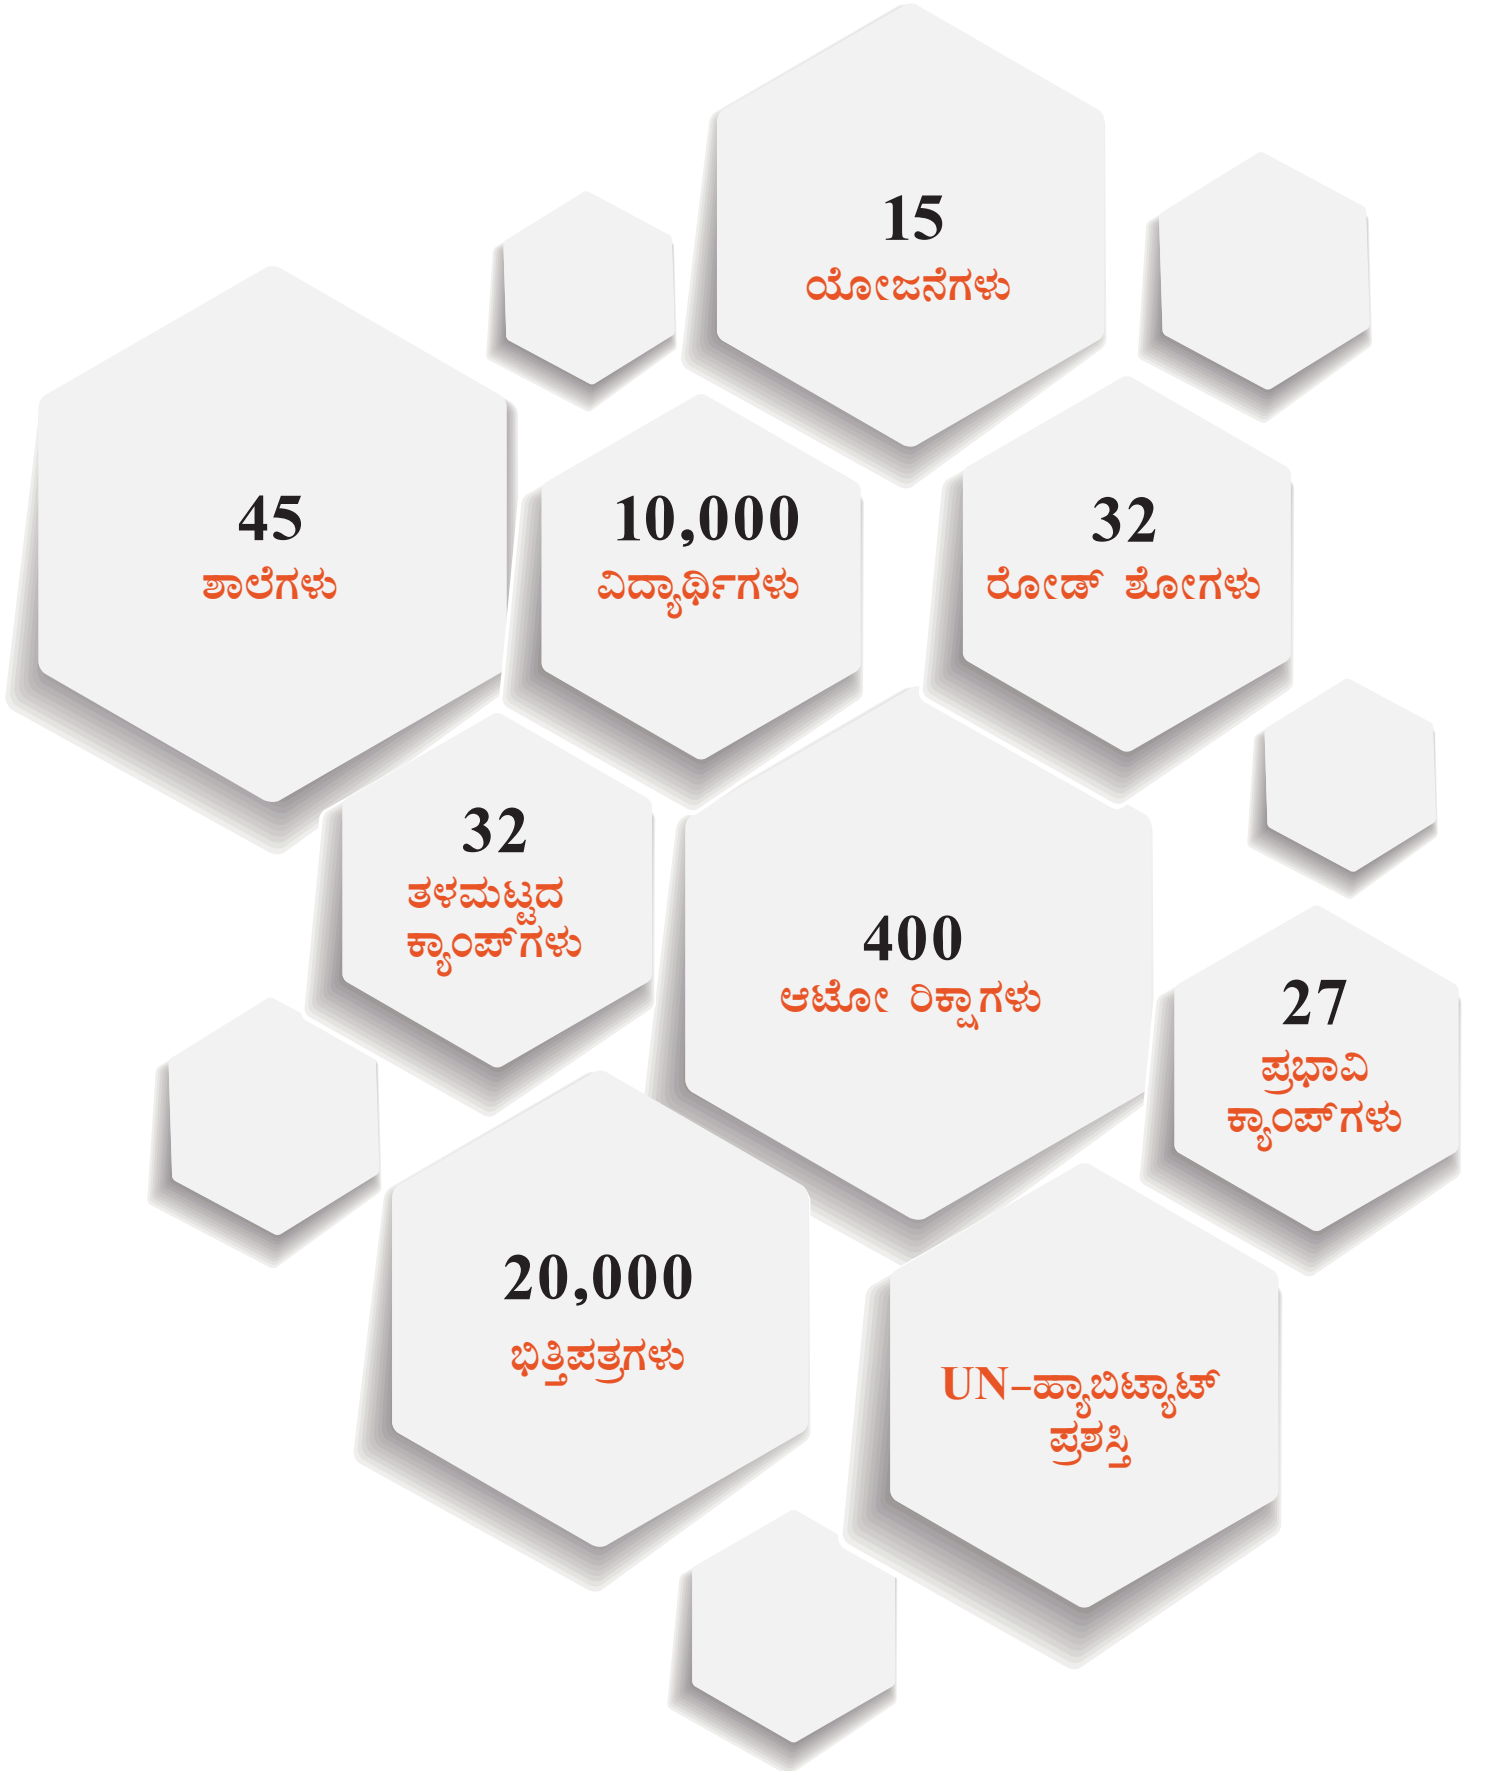 15
ಯೋಜನೆಗಳು
45
ಶಾಲೆಗಳು
10,000
ವಿದ್ಯಾರ್ಥಿಗಳು
32
ರೋಡ್ ಶೋಗಳು
32
ತಳಮಟ್ಟದ
ಕ್ಯಾಂಪ್‌ಗಳು
400
ಆಟೋ ರಿಕ್ಷಾಗಳು
27
ಪ್ರಭಾವಿ
ಕ್ಯಾಂಪ್‌ಗಳು
20,000
ಭಿತ್ತಿಪತ್ರಗಳು
UN-ಹ್ಯಾಬಿಟ್ಯಾಟ್
ಪ್ರಶಸ್ತಿ